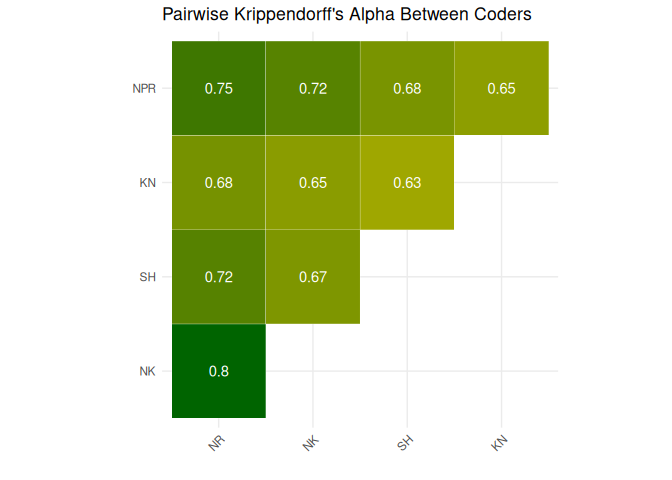 Pairwise Krippendorff's Alpha Between Coders
NPR 0.75 0.72 0.68 0.65
KN 0.68 0.65 0.63
SH 0.72 0.67
NK 0.8
NR NK SH KN